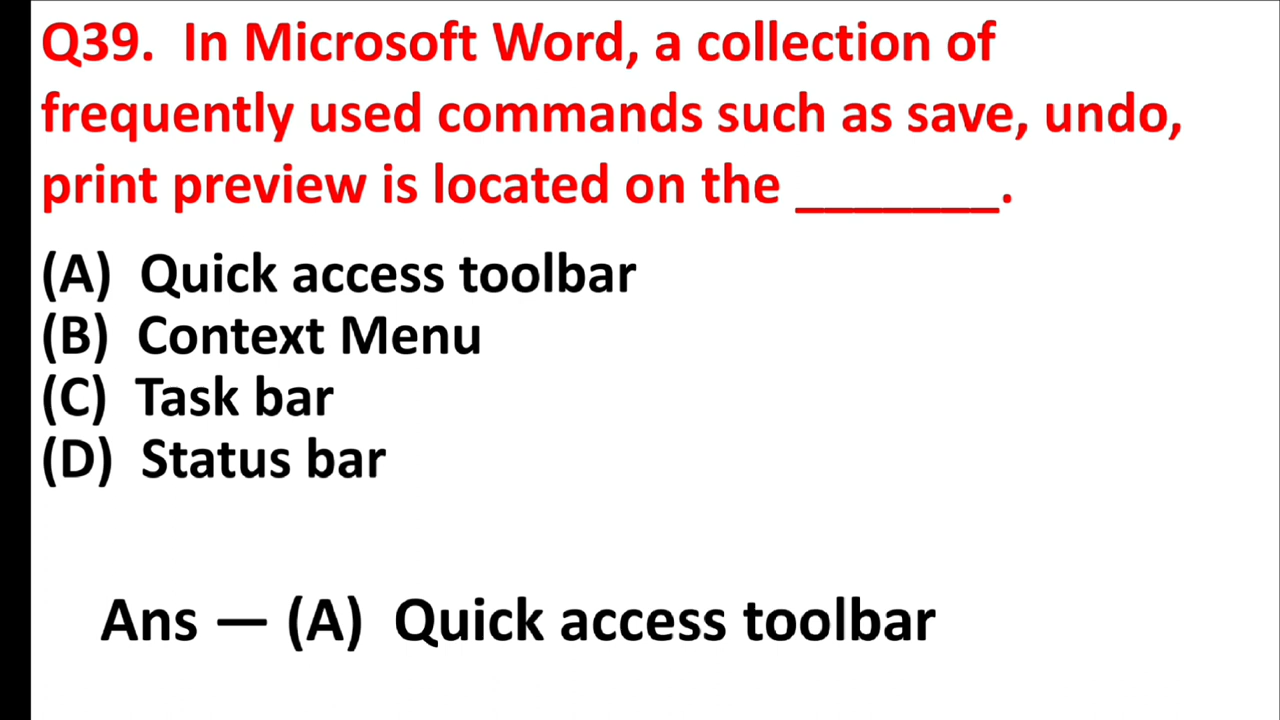 Q39. In Microsoft Word, a collection of
frequently used commands such as save, undo,
print preview is located on the _______.
(A) Quick access toolbar
(B) Context Menu
(C) Task bar
(D) Status bar
Ans — (A) Quick access toolbar